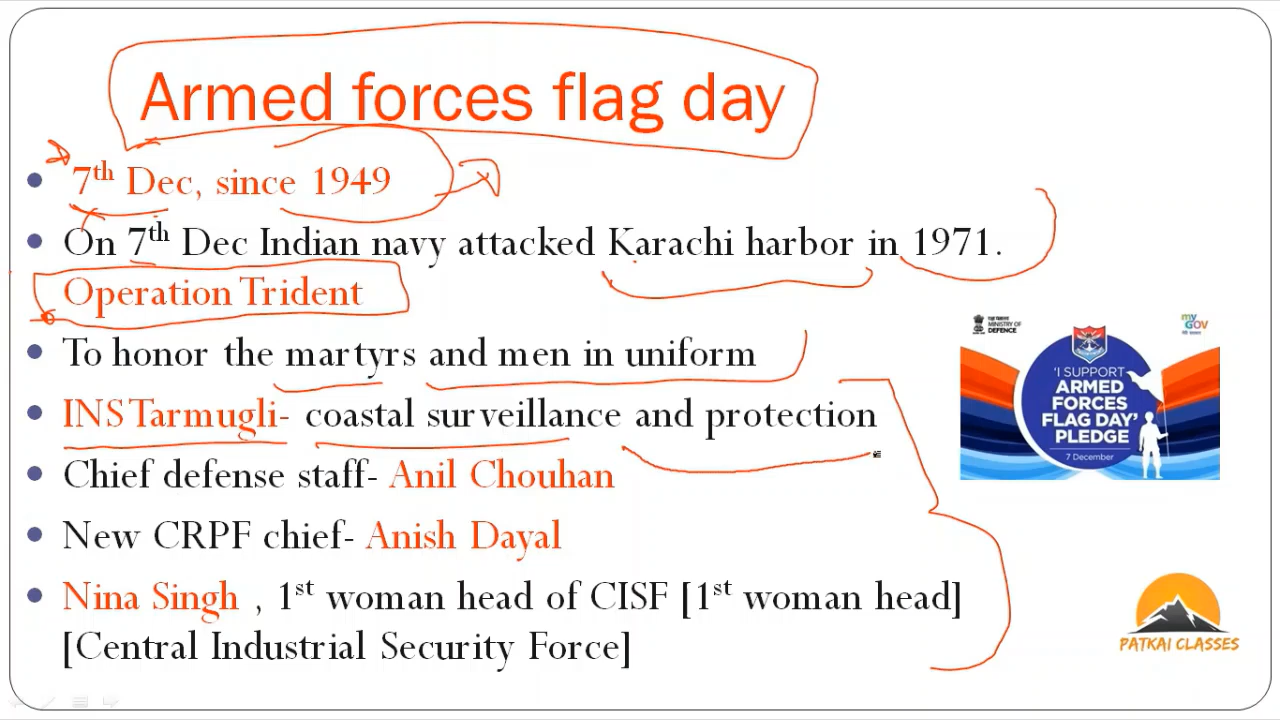 Armed forces flag day
7th Dec, since 1949
On 7th Dec Indian navy attacked Karachi harbor in 1971.
Operation Trident
To honor the martyrs and men in uniform
INS Tarmugli- coastal surveillance and protection
Chief defense staff- Anil Chouhan
New CRPF chief- Anish Dayal
Nina Singh , 1st woman head of CISF [1st woman head]
[Central Industrial Security Force]
MINISTRY OF
DEFENCE
my
GOV
'I SUPPORT
ARMED
FORCES
FLAG DAY'
PLEDGE
7 December
PATKAI CLASSES